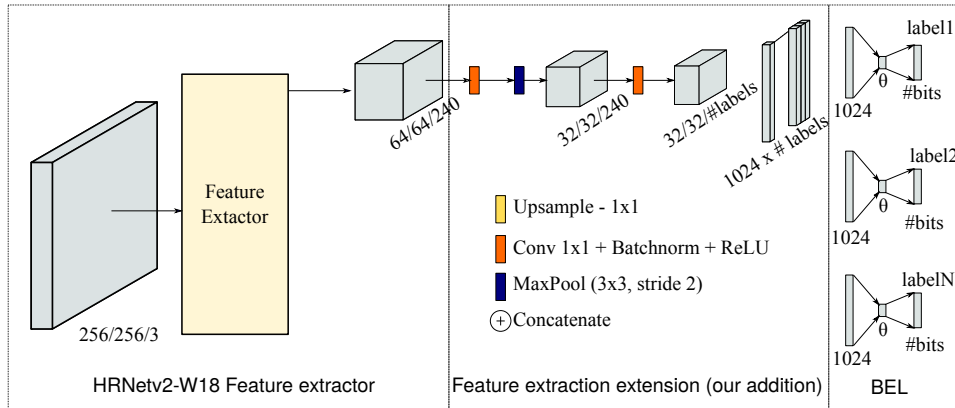 256/256/3
Feature
Extactor
64/64/240
32/32/240
32/32/#labels
1024 x # labels
Upsample - 1x1
Conv 1x1 + Batchnorm + ReLU
MaxPool (3x3, stride 2)
+ Concatenate
HRNetv2-W18 Feature extractor
Feature extraction extension (our addition)
label1
θ
1024
#bits
label2
θ
1024
#bits
labelN
θ
1024
#bits
BEL